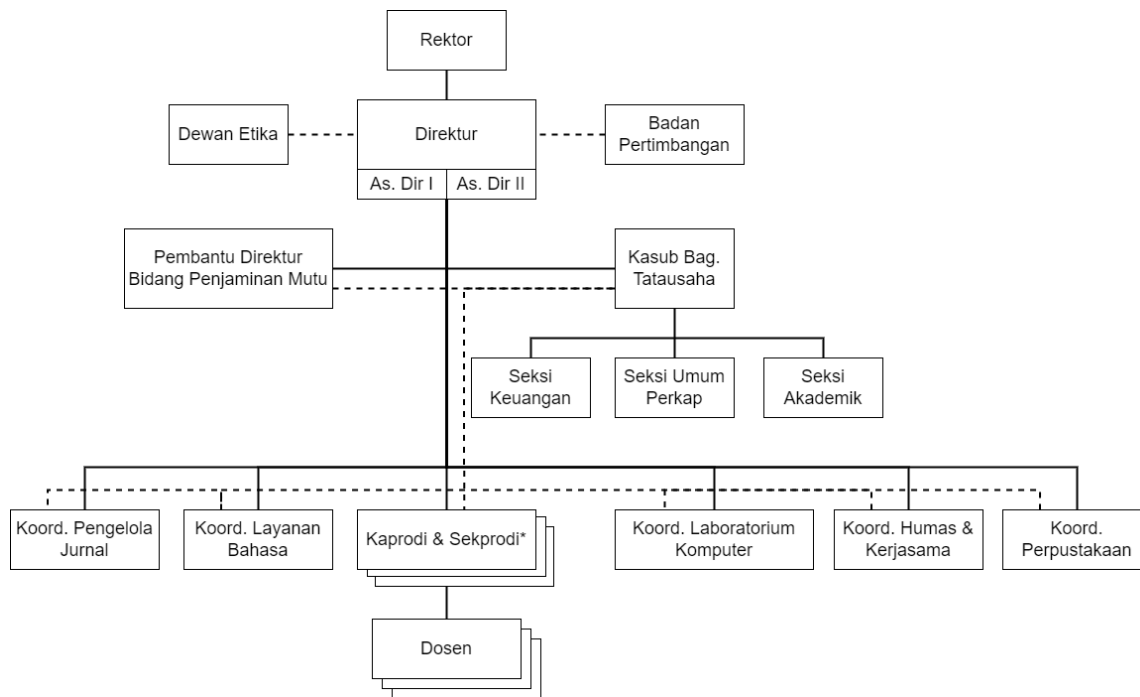 Rektor
Dewan Etika
Direktur
Badan
Pertimbangan
As. Dir I
As. Dir II
Pembantu Direktur
Bidang Penjaminan Mutu
Kasub Bag.
Tatausaha
Seksi
Keuangan
Seksi Umum
Perkap
Seksi
Akademik
Koord. Pengelola
Jurnal
Koord. Layanan
Bahasa
Kaprodi & Sekprodi*
Koord. Laboratorium
Komputer
Koord. Humas &
Kerjasama
Koord.
Perpustakaan
Dosen